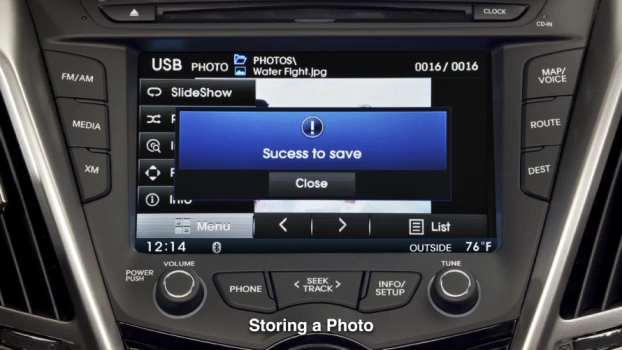 CLOCK
CD-IN
USB PHOTO PHOTOS\ 0016/0016
Water Fight.jpg
FM/AM
MEDIA
XM
MAP/
VOICE
ROUTE
DEST
SlideShow
Sucess to save
Close
Info
Menu < > List
12:14 OUTSIDE 76°F
VOLUME
POWER
PUSH
PHONE
< SEEK
TRACK >
INFO/
SETUP
TUNE
Storing a Photo